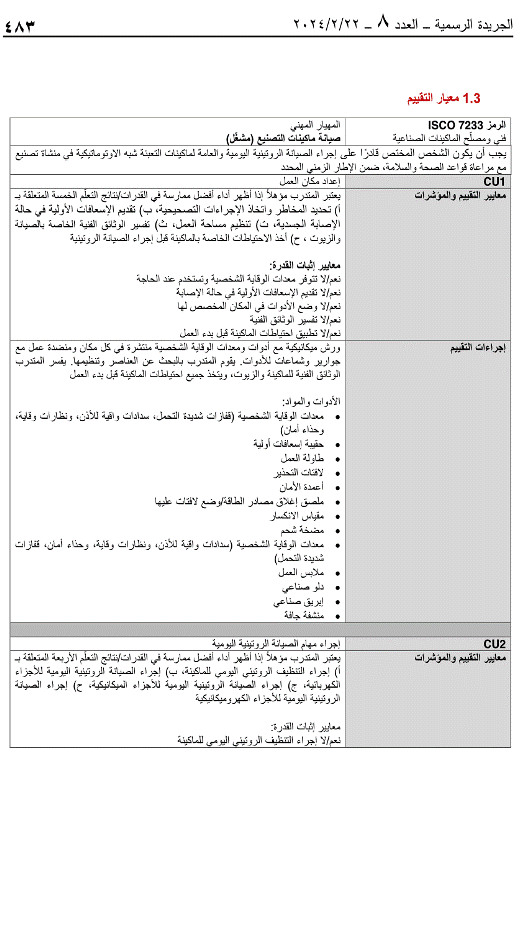 الجريدة الرسمية – العدد ٨ – ٢٠٢٤/٢/٢٢
٤٨٣
1.3 معيار التقييم
الرمز ISCO 7233
المهيار المهني
فني ومصلّح الماكينات الصناعية
صيانة ماكينات التصنيع (مشغّل)
يجب أن يكون الشخص المختص قادرًا على إجراء الصيانة الروتينية اليومية والعامة لماكينات التعبئة شبه الاوتوماتيكية في منشاة تصنيع
مع مراعاة قواعد الصحة والسلامة، ضمن الإطار الزمني المحدد
CU1
إعداد مكان العمل
معايير التقييم والمؤشرات
يعتبر المتدرب مؤهلاً إذا أظهر أداء أفضل ممارسة في القدرات/نتائج التعلّم الخمسة المتعلقة بـ
أ) تحديد المخاطر واتخاذ الإجراءات التصحيحية، ب) تقديم الإسعافات الأولية في حالة
الإصابة الجسدية، ت) تنظيم مساحة العمل، ث) تفسير الوثائق الفنية الخاصة بالصيانة
والزيوت ، ح) أخذ الاحتياطات الخاصة بالماكينة قبل إجراء الصيانة الروتينية
معايير إثبات القدرة:
نعم/لا تتوفر معدات الوقاية الشخصية وتستخدم عند الحاجة
نعم/لا تقديم الإسعافات الأولية في حالة الإصابة
نعم/لا وضع الأدوات في المكان المخصص لها
نعم/لا تفسير الوثائق الفنية
نعم/لا تطبيق احتياطات الماكينة قبل بدء العمل
إجراءات التقييم
ورش ميكانيكية مع أدوات ومعدات الوقاية الشخصية منتشرة في كل مكان ومنضدة عمل مع
جوارير وشماعات للأدوات. يقوم المتدرب بالبحث عن العناصر وتنظيمها. يفسر المتدرب
الوثائق الفنية للماكينة والزيوت، ويتخذ جميع احتياطات الماكينة قبل بدء العمل
الأدوات والمواد:
• معدات الوقاية الشخصية (قفازات شديدة التحمل، سدادات واقية للأذن، ونظارات وقاية،
وحذاء أمان)
• حقيبة إسعافات أولية
• طاولة العمل
• لافتات التحذير
• أعمدة الأمان
• ملصق إغلاق مصادر الطاقة/وضع لافتات عليها
• مقياس الانكسار
• مضخة شحم
• معدات الوقاية الشخصية (سدادات واقية للأذن، ونظارات وقاية، وحذاء أمان، قفازات
شديدة التحمل)
• ملابس العمل
• دلو صناعي
• إبريق صناعي
• منشفة جافة
CU2
إجراء مهام الصيانة الروتينية اليومية
معايير التقييم والمؤشرات
يعتبر المتدرب مؤهلاً إذا أظهر أداء أفضل ممارسة في القدرات/نتائج التعلّم الأربعة المتعلقة بـ
أ) إجراء التنظيف الروتيني اليومي للماكينة، ب) إجراء الصيانة الروتينية اليومية للأجزاء
الكهربائية، ج) إجراء الصيانة الروتينية اليومية للأجزاء الميكانيكية، ح) إجراء الصيانة
الروتينية اليومية للأجزاء الكهروميكانيكية
معايير إثبات القدرة:
نعم/لا إجراء التنظيف الروتيني اليومي للماكينة